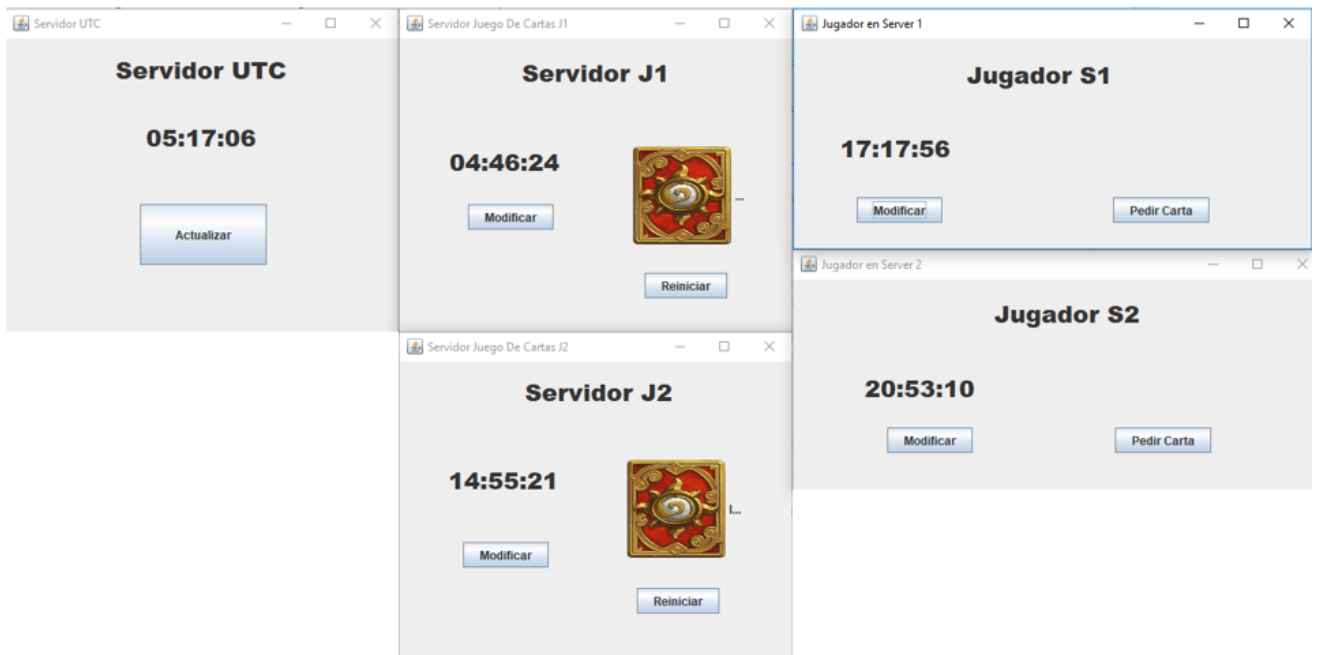 Servidor UTC
Servidor UTC
05:17:06
Actualizar
Servidor Juego De Cartas J1
Servidor J1
04:46:24
...
Modificar
Reiniciar
Servidor Juego De Cartas J2
Servidor J2
14:55:21
I...
Modificar
Reiniciar
Jugador en Server 1
Jugador S1
17:17:56
Modificar Pedir Carta
Jugador en Server 2
Jugador S2
20:53:10
Modificar Pedir Carta